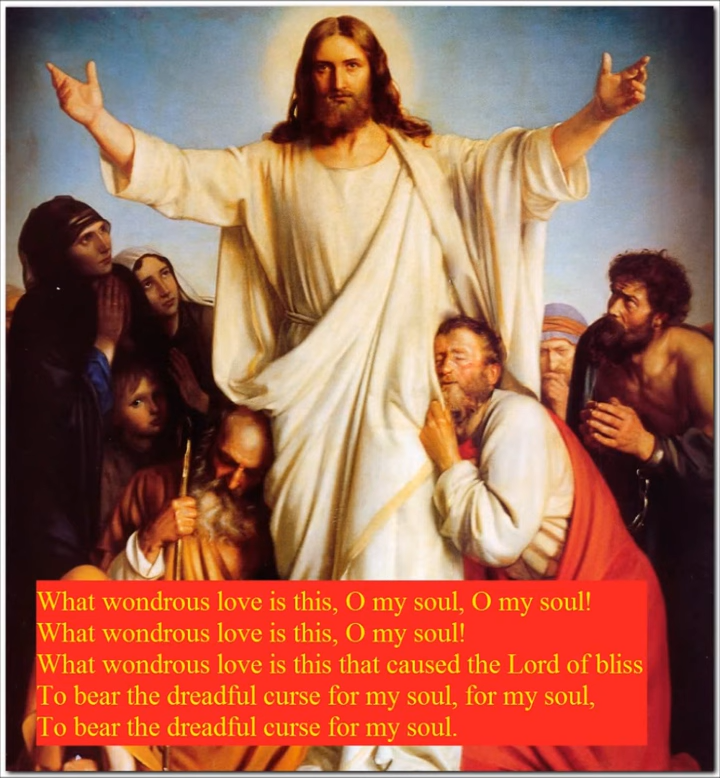 What wondrous love is this, O my soul, O my soul!
What wondrous love is this, O my soul!
What wondrous love is this that caused the Lord of bliss
To bear the dreadful curse for my soul, for my soul,
To bear the dreadful curse for my soul.